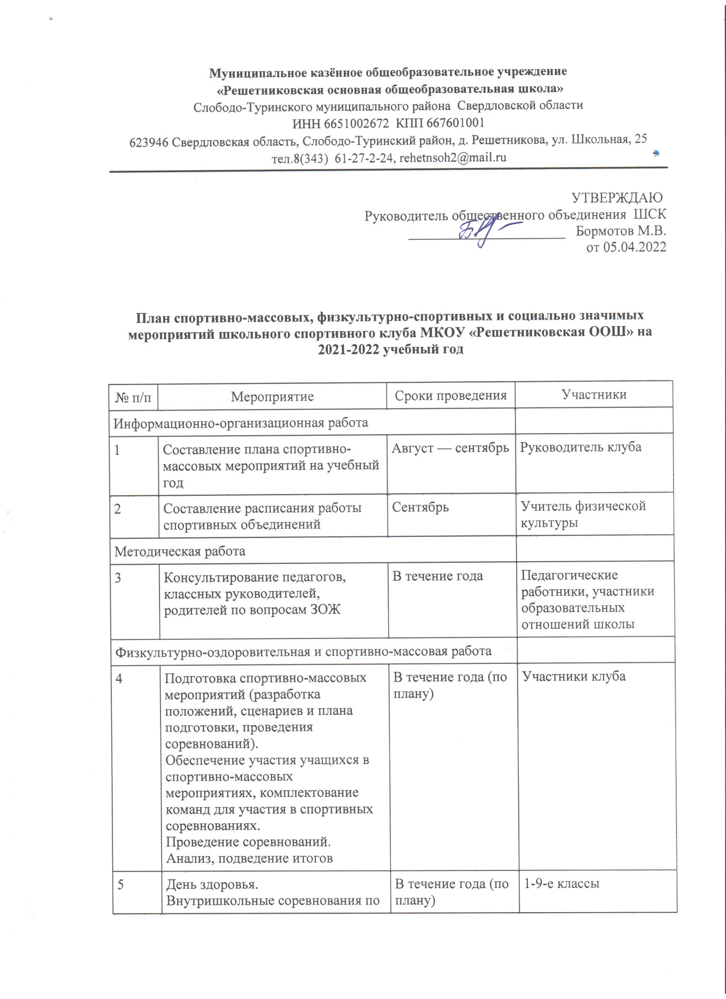 Муниципальное казённое общеобразовательное учреждение
«Решетниковская основная общеобразовательная школа»
Слободо-Туринского муниципального района  Свердловской области
ИНН 6651002672  КПП 667601001
623946 Свердловская область, Слободо-Туринский район, д. Решетникова, ул. Школьная, 25
тел.8(343)  61-27-2-24, rehetnsoh2@mail.ru
УТВЕРЖДАЮ
Руководитель общественного объединения  ШСК
Бормотов М.В.
от 05.04.2022
План спортивно-массовых, физкультурно-спортивных и социально значимых
мероприятий школьного спортивного клуба МКОУ «Решетниковская ООШ» на
2021-2022 учебный год
№ п/п
Мероприятие
Сроки проведения
Участники
Информационно-организационная работа
1
Составление плана спортивно-
массовых мероприятий на учебный
год
Август — сентябрь
Руководитель клуба
2
Составление расписания работы
спортивных объединений
Сентябрь
Учитель физической
культуры
Методическая работа
3
Консультирование педагогов,
классных руководителей,
родителей по вопросам ЗОЖ
В течение года
Педагогические
работники, участники
образовательных
отношений школы
Физкультурно-оздоровительная и спортивно-массовая работа
4
Подготовка спортивно-массовых
мероприятий (разработка
положений, сценариев и плана
подготовки, проведения
соревнований).
Обеспечение участия учащихся в
спортивно-массовых
мероприятиях, комплектование
команд для участия в спортивных
соревнованиях.
Проведение соревнований.
Анализ, подведение итогов
В течение года (по
плану)
Участники клуба
5
День здоровья.
Внутришкольные соревнования по
В течение года (по
плану)
1-9-е классы